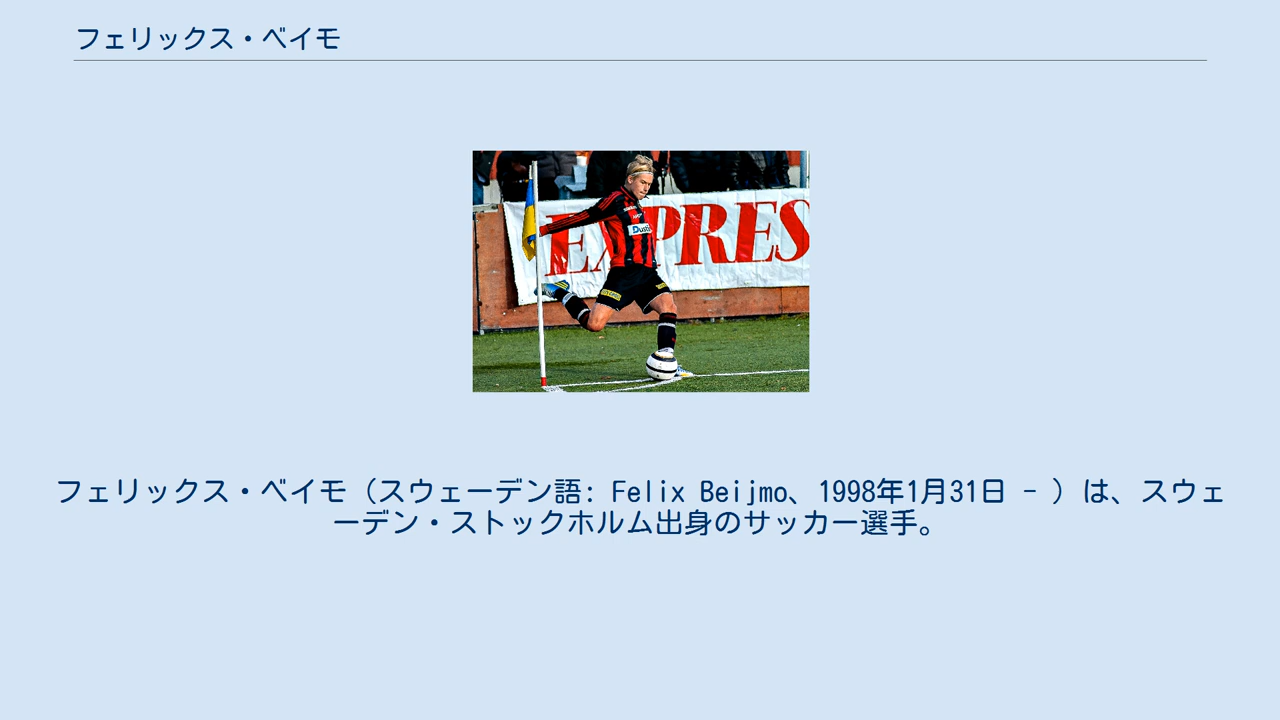 フェリックス・ベイモ
EXPRES
Dust
フェリックス・ベイモ（スウェーデン語: Felix Beijmo、1998年1月31日 - ）は、スウェ
ーデン・ストックホルム出身のサッカー選手。